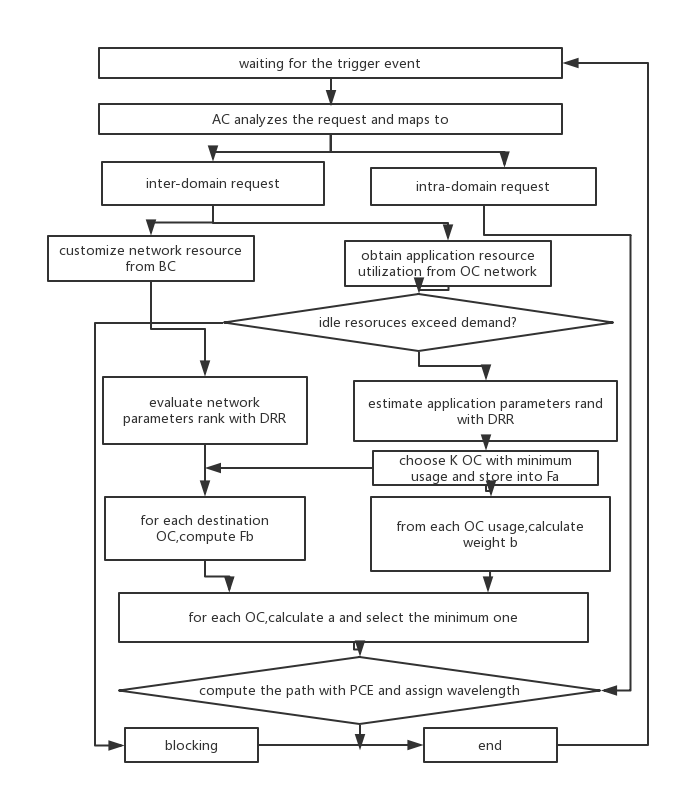 waiting for the trigger event
AC analyzes the request and maps to
inter-domain request
intra-domain request
customize network resource
from BC
obtain application resource
utilization from OC network
idle resoruces exceed demand?
evaluate network
parameters rank with DRR
estimate application parameters rand
with DRR
choose K OC with minimum
usage and store into Fa
for each destination
OC,compute Fb
from each OC usage,calculate
weight b
for each OC,calculate a and select the minimum one
compute the path with PCE and assign wavelength
blocking
end